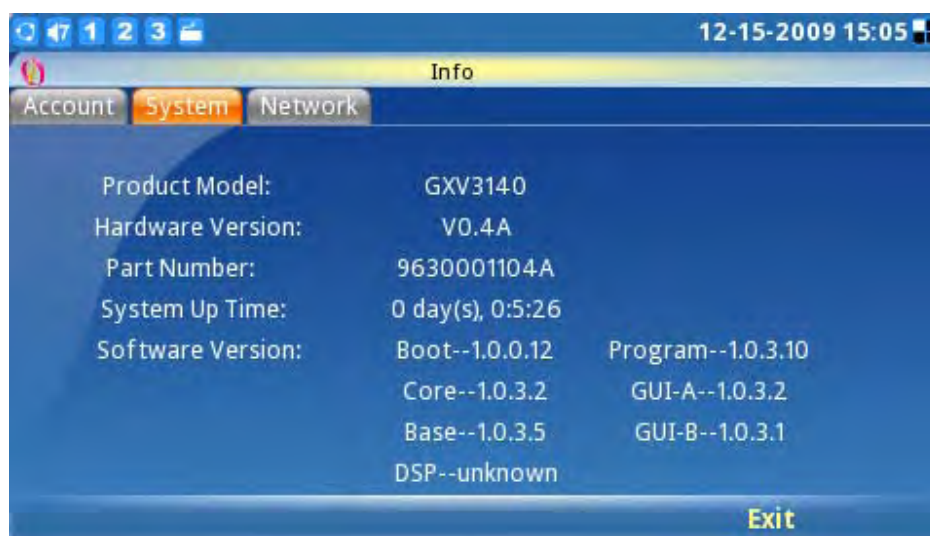 47 1 2 3 12-15-2009 15:05
Info
Account System Network
Product Model: GXV3140
Hardware Version: V0.4A
Part Number: 9630001104A
System Up Time: 0 day(s), 0:5:26
Software Version: Boot--1.0.0.12 Program--1.0.3.10
Core--1.0.3.2 GUI-A--1.0.3.2
Base--1.0.3.5 GUI-B--1.0.3.1
DSP--unknown
Exit